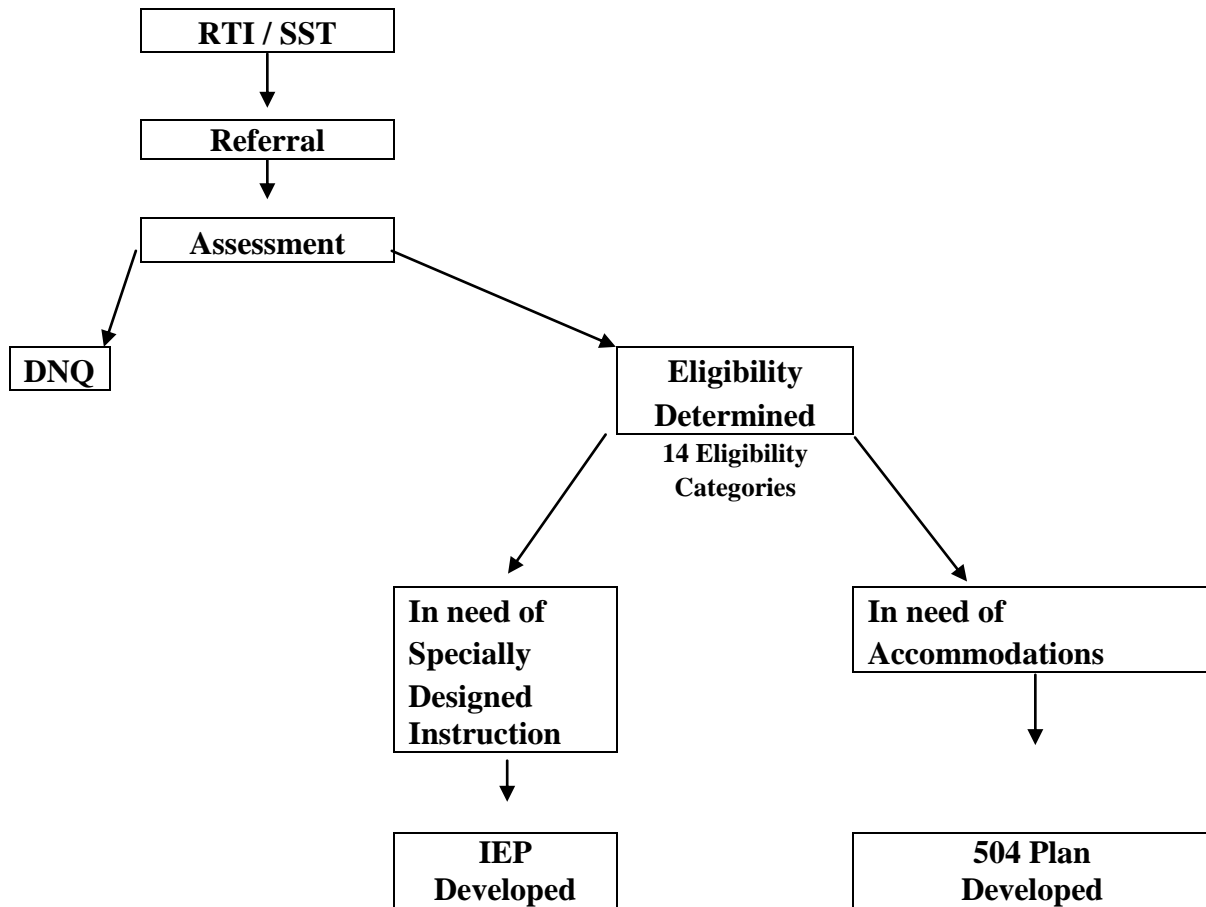 RTI / SST
Referral
Assessment
DNQ
Eligibility
Determined
14 Eligibility
Categories
In need of
Specially
Designed
Instruction
In need of
Accommodations
IEP
Developed
504 Plan
Developed